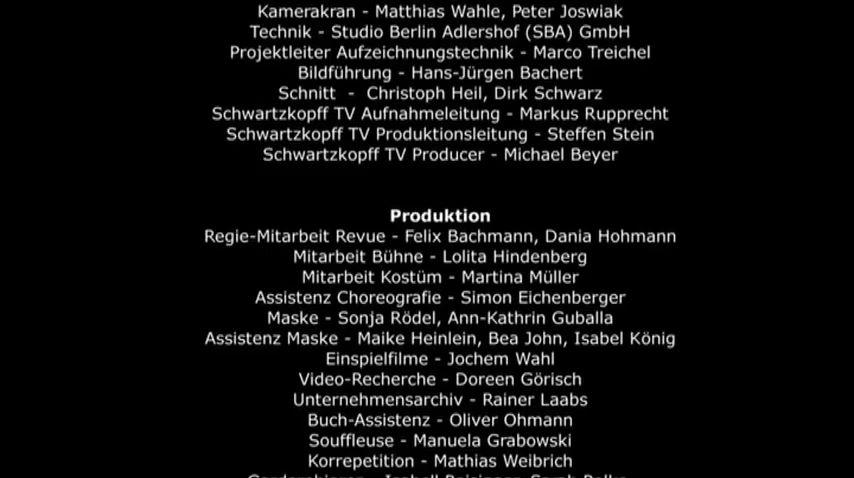 Kamerakran - Matthias Wahle, Peter Joswiak
Technik - Studio Berlin Adlershof (SBA) GmbH
Projektleiter Aufzeichnungstechnik - Marco Treichel
Bildführung - Hans-Jürgen Bachert
Schnitt  -  Christoph Heil, Dirk Schwarz
Schwartzkopff TV Aufnahmeleitung - Markus Rupprecht
Schwartzkopff TV Produktionsleitung - Steffen Stein
Schwartzkopff TV Producer - Michael Beyer
Produktion
Regie-Mitarbeit Revue - Felix Bachmann, Dania Hohmann
Mitarbeit Bühne - Lolita Hindenberg
Mitarbeit Kostüm - Martina Müller
Assistenz Choreografie - Simon Eichenberger
Maske - Sonja Rödel, Ann-Kathrin Guballa
Assistenz Maske - Maike Heinlein, Bea John, Isabel König
Einspielfilme - Jochem Wahl
Video-Recherche - Doreen Görisch
Unternehmensarchiv - Rainer Laabs
Buch-Assistenz - Oliver Ohmann
Souffleuse - Manuela Grabowski
Korrepetition - Mathias Weibrich